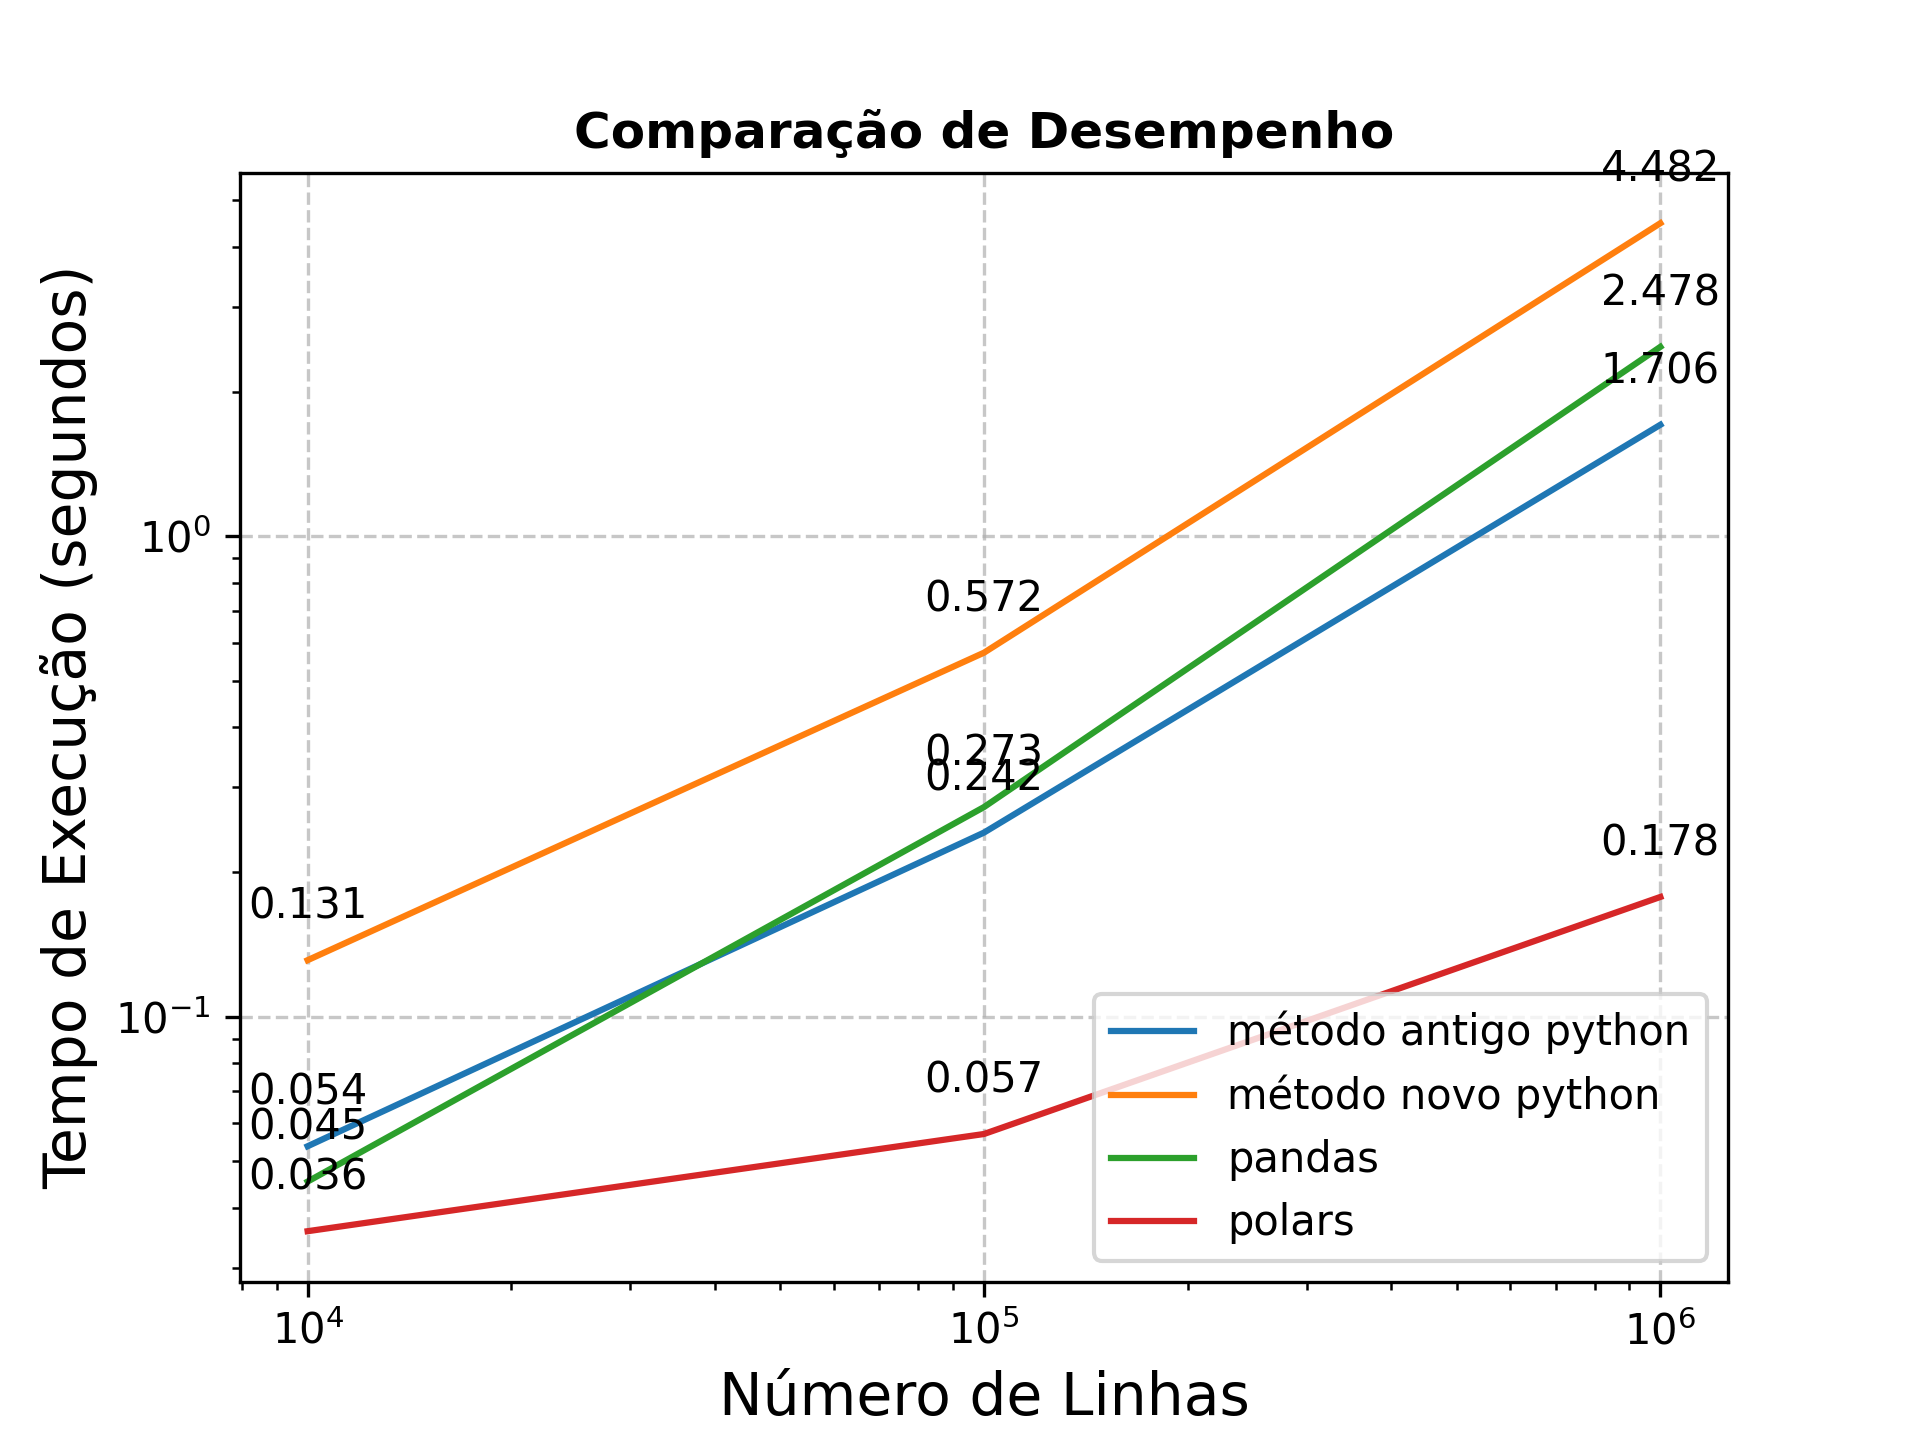 Comparação de Desempenho
4.482
2.478
1.706
0.572
0.273
0.242
0.178
0.131
0.057
0.054
0.045
0.036
Tempo de Execução (segundos)
10⁰
10⁻¹
método antigo python
método novo python
pandas
polars
10⁴ 10⁵ 10⁶
Número de Linhas